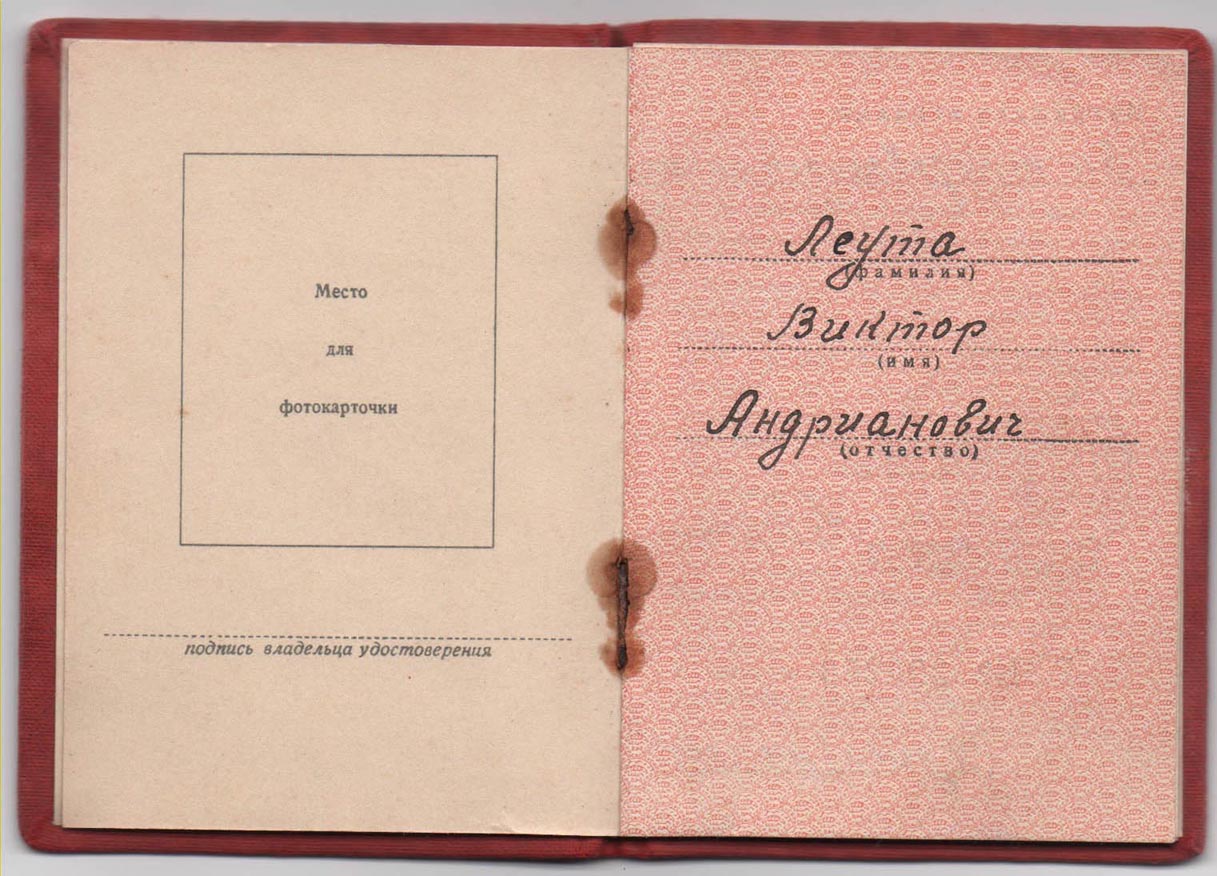 Место
для
фотокарточки
подпись владельца удостоверения
Леута
(фамилия)
Виктор
(имя)
Андрианович
(отчество)